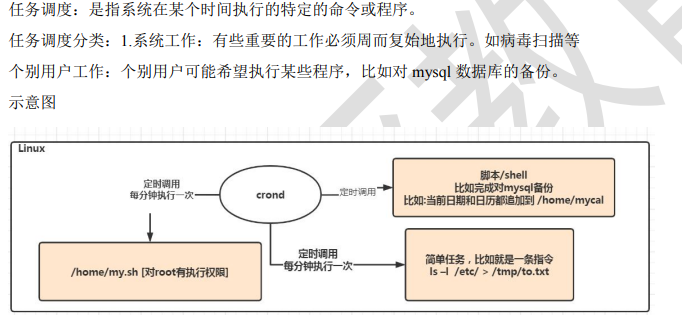 任务调度：是指系统在某个时间执行的特定的命令或程序。
任务调度分类：1.系统工作：有些重要的工作必须周而复始地执行。如病毒扫描等
个别用户工作：个别用户可能希望执行某些程序，比如对 mysql 数据库的备份。
示意图
Linux
定时调用
每分钟执行一次
crond
定时调用
脚本/shell
比如完成对mysql备份
比如:当前日期和日历都追加到 /home/mycal
/home/my.sh [对root有执行权限]
定时调用
每分钟执行一次
简单任务，比如就是一条指令
ls –l /etc/ > /tmp/to.txt